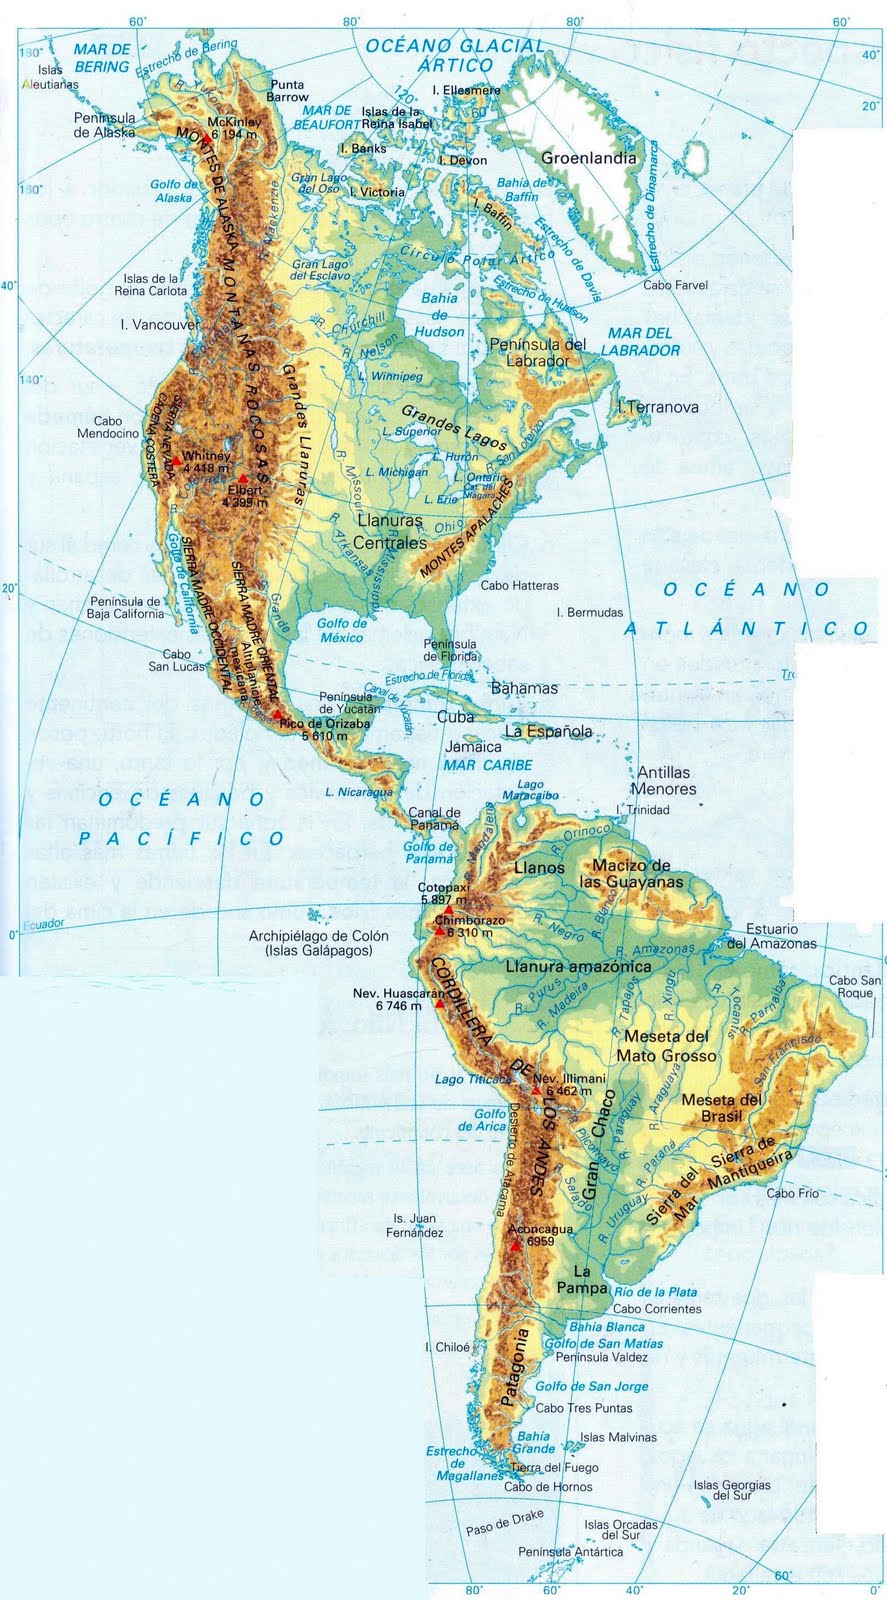 60°
80°
80°
60°
180°
40°
MAR DE
BERING
Estrecho de Bering
OCÉANO GLACIAL
ÁRTICO
Islas
Aleutianas
Península
de Alaska
R. Yukon
Punta
Barrow
MAR DE
BEAUFORT
120°
Islas de la
Reina Isabel
I. Ellesmere
60
20°
McKinley
6 194 m
MONTES DE ALASKA
I. Banks
I. Devon
Groenlandia
Estrecho de Dinamarca
160°
Golfo de
Alaska
Gran Lago
del Oso
I. Victoria
Bahía de
Baffin
I. Baffin
R. Mackenzie
Estrecho de Davis
Círculo Polar Ártico
Gran Lago
del Esclavo
Islas de la
Reina Carlota
40°
Estrecho de Hudson
Cabo Farvel
Bahía
de
Hudson
I. Vancouver
MONTAÑAS ROCOSAS
R. Churchill
R. Nelson
Península del
Labrador
MAR DEL
LABRADOR
140°
L. Winnipeg
Grandes Llanuras
I. Terranova
Cabo
Mendocino
CADENA COSTERA
SIERRA NEVADA
Whitney
4 418 m
Elbert
4 399 m
Grandes Lagos
L. Superior
L. Hurón
R. San Lorenzo
L. Michigan
L. Ontario
Cat. del
Niágara
L. Erie
R. Missouri
R. Ohio
Llanuras
Centrales
R. Arkansas
Mississippi
MONTES APALACHES
Golfo de California
Cabo Hatteras
20°
Península de
Baja California
SIERRA MADRE OCCIDENTAL
SIERRA MADRE ORIENTAL
Altiplanicie
mexicana
Grande
Golfo de
México
I. Bermudas
OCÉANO
ATLÁNTICO
Cabo
San Lucas
Península
de Florida
Estrecho de Florida
Península
de Yucatán
Canal de Yucatán
Bahamas
Pico de Orizaba
5 610 m
Cuba
La Española
Jamaica
MAR CARIBE
Antillas
Menores
L. Nicaragua
Lago
Maracaibo
I. Trinidad
OCÉANO
PACÍFICO
Canal de
Panamá
Golfo de
Panamá
R. Magdalena
R. Orinoco
Llanos
Macizo de
las Guayanas
Cotopaxi
5 897 m
Chimborazo
6 310 m
R. Branco
R. Negro
Ecuador
0°
Archipiélago de Colón
(Islas Galápagos)
Estuario
del Amazonas
R. Amazonas
Llanura amazónica
Nev. Huascarán
6 746 m
CORDILLERA DE LOS ANDES
R. Purus
R. Madeira
R. Tapajos
R. Xingu
R. Tocantis
R. Parnaiba
Cabo San
Roque
Meseta del
Mato Grosso
San Francisco
Lago Titicaca
Nev. Illimani
6 462 m
Golfo
de Arica
Meseta del
Brasil
R. Araguaya
R. Paraguay
Gran Chaco
Pilcomayo
Desierto de Atacama
Salado
R. Paraná
Sierra de
Mantiqueira
Sierra del
Mar
Cabo Frío
R. Uruguay
Is. Juan
Fernández
Aconcagua
6959
La
Pampa
Río de la Plata
Cabo Corrientes
Bahía Blanca
I. Chiloé
Golfo de San Matías
Península Valdez
Patagonia
Golfo de San Jorge
Cabo Tres Puntas
Bahía
Grande
Islas Malvinas
Estrecho
de
Magallanes
Tierra del Fuego
Cabo de Hornos
Islas Georgias
del Sur
Paso de Drake
Islas Orcadas
del Sur
Península Antártica
60°
80°
60°
40°
20°
0°